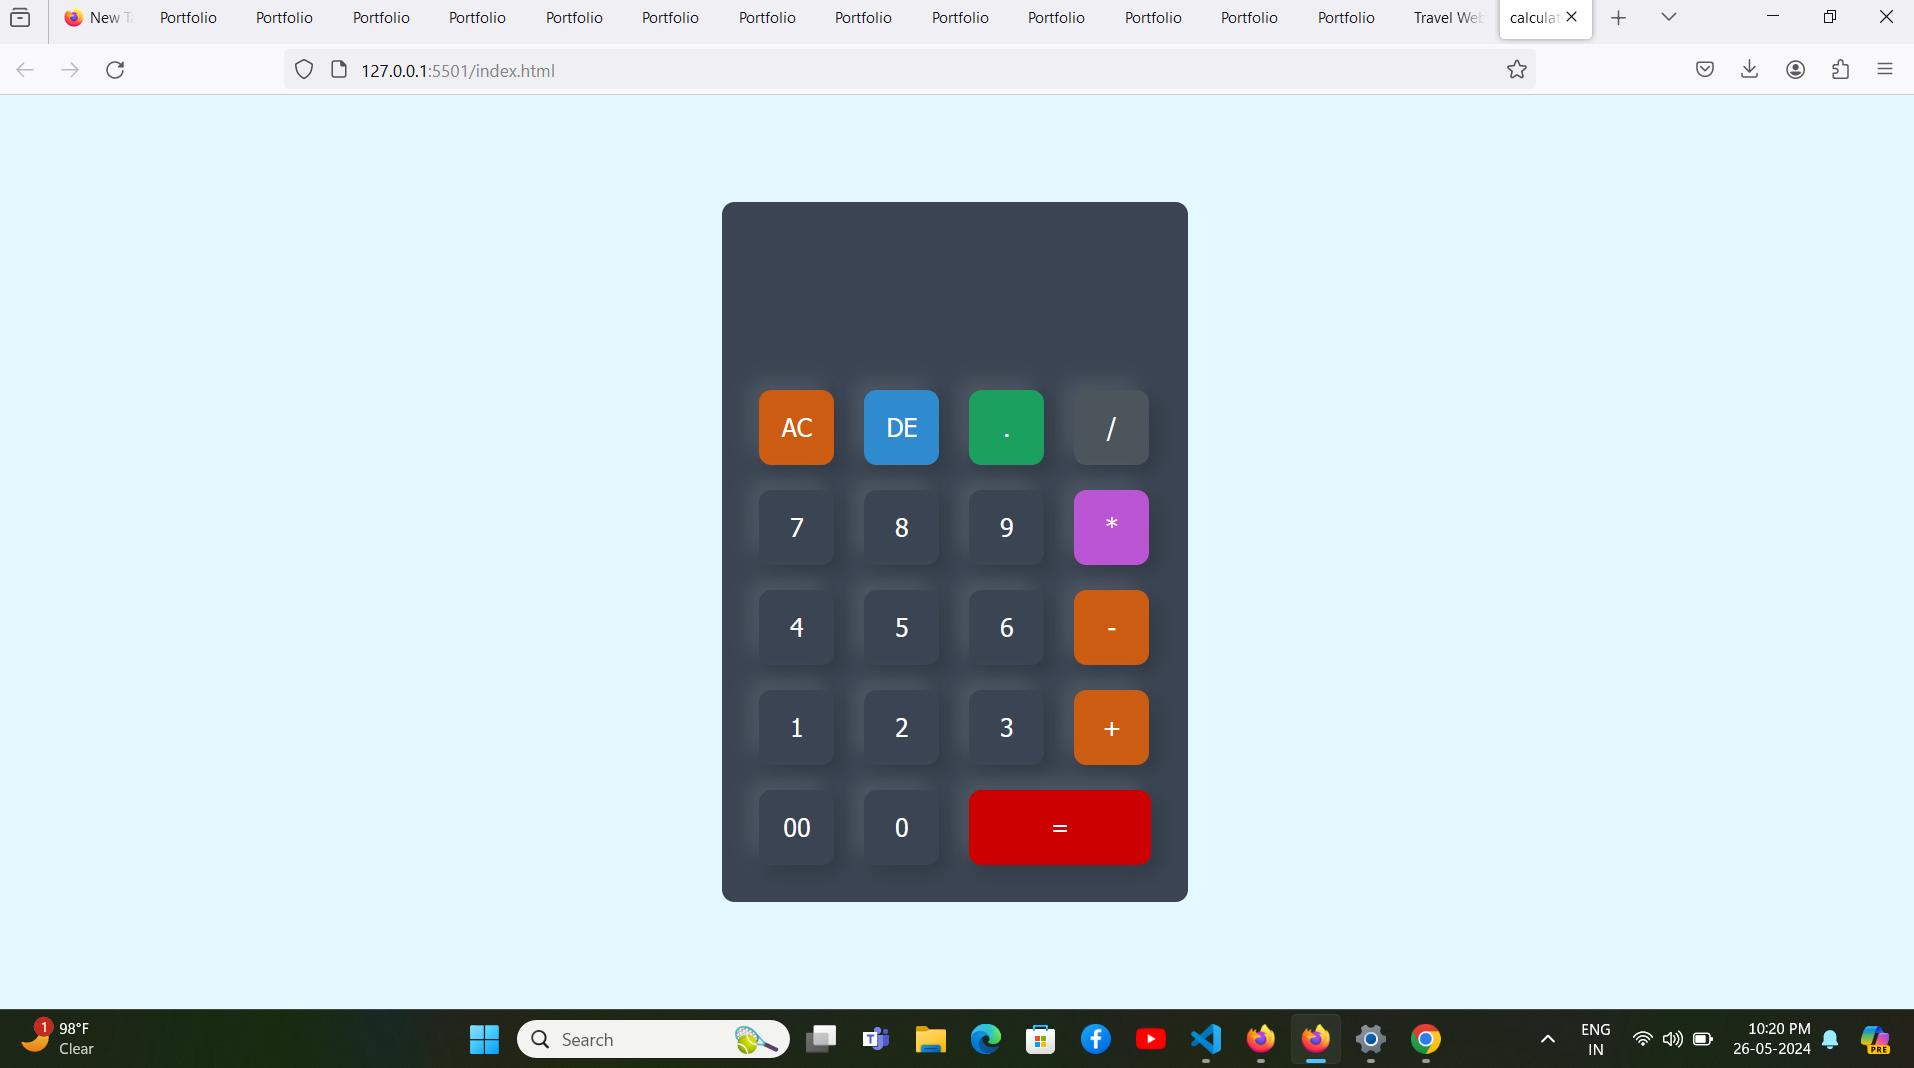 New T
Portfolio
Portfolio
Portfolio
Portfolio
Portfolio
Portfolio
Portfolio
Portfolio
Portfolio
Portfolio
Portfolio
Portfolio
Portfolio
Travel We
calculat
127.0.0.1:5501/index.html
AC DE . /
7 8 9 *
4 5 6 -
1 2 3 +
00 0 =
1
98°F
Clear
Search
ENG
IN
10:20 PM
26-05-2024
PRE